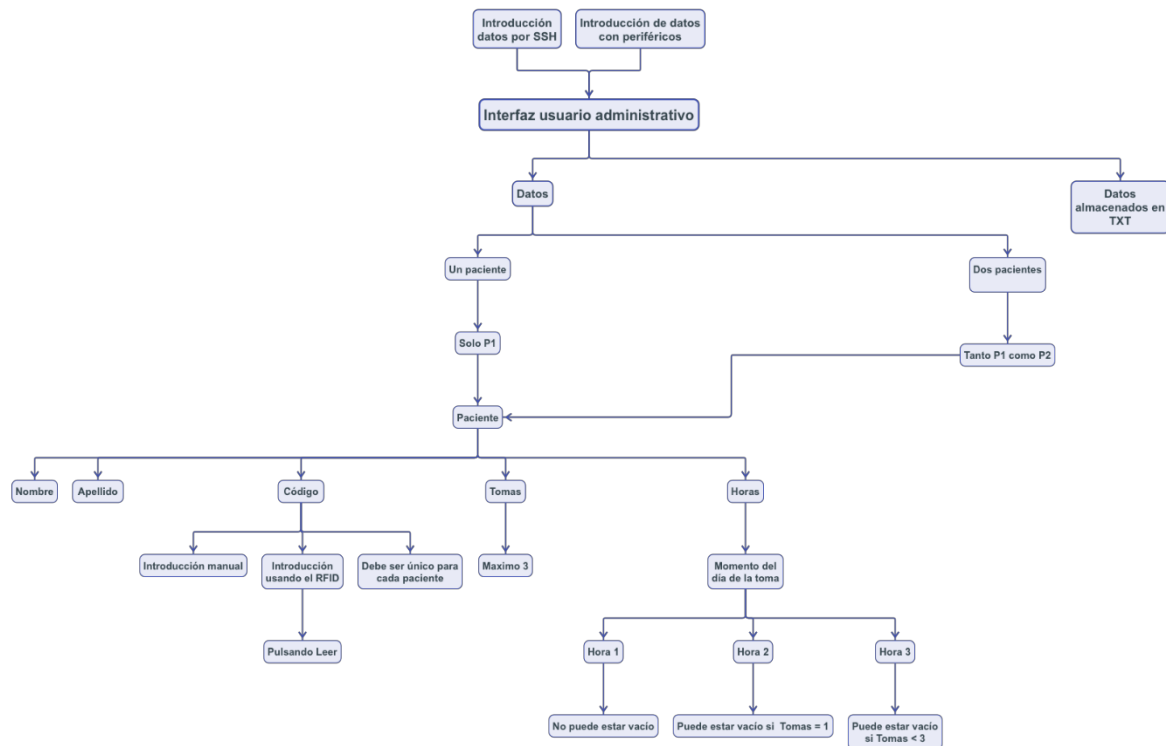 Introducción
datos por SSH
Introducción de datos
con periféricos
Interfaz usuario administrativo
Datos
Datos
almacenados en
TXT
Un paciente
Dos pacientes
Solo P1
Tanto P1 como P2
Paciente
Nombre
Apellido
Código
Tomas
Horas
Introducción manual
Introducción
usando el RFID
Debe ser único para
cada paciente
Maximo 3
Momento del
día de la toma
Pulsando Leer
Hora 1
Hora 2
Hora 3
No puede estar vacío
Puede estar vacío si Tomas = 1
Puede estar vacío
si Tomas < 3